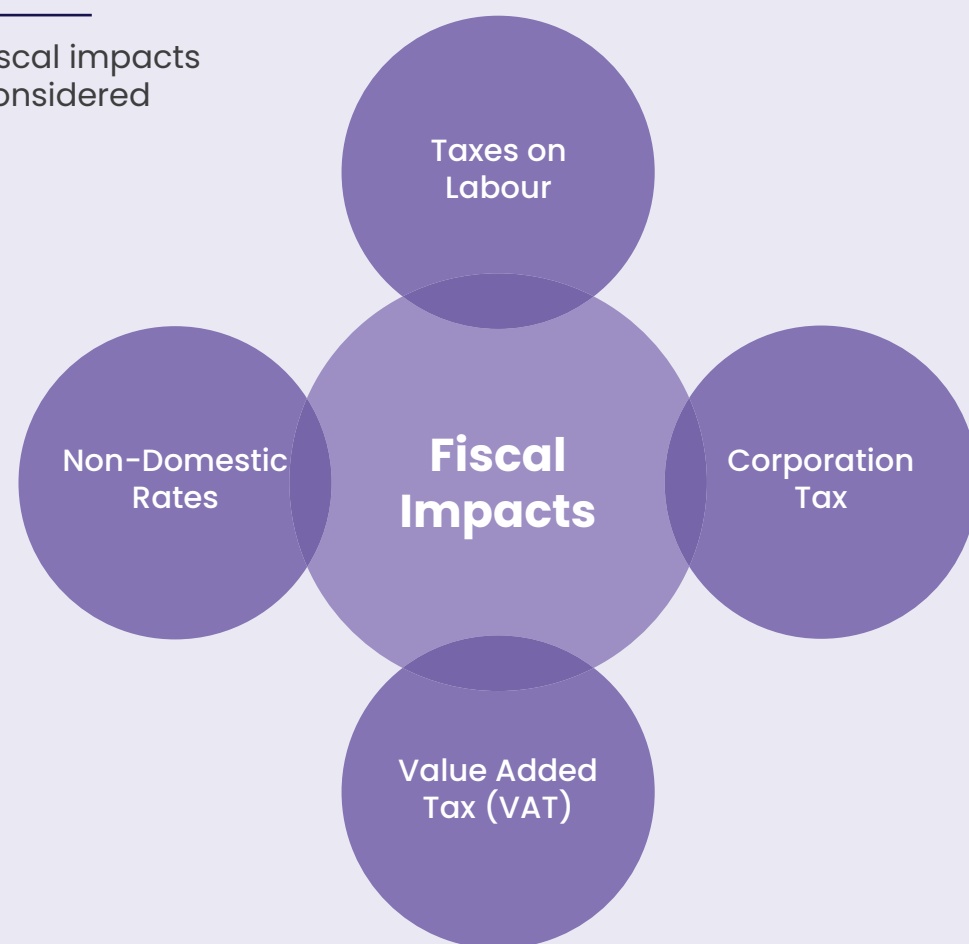 scal impacts
onsidered
Taxes on
Labour
Non-Domestic
Rates
Fiscal
Impacts
Corporation
Tax
Value Added
Tax (VAT)